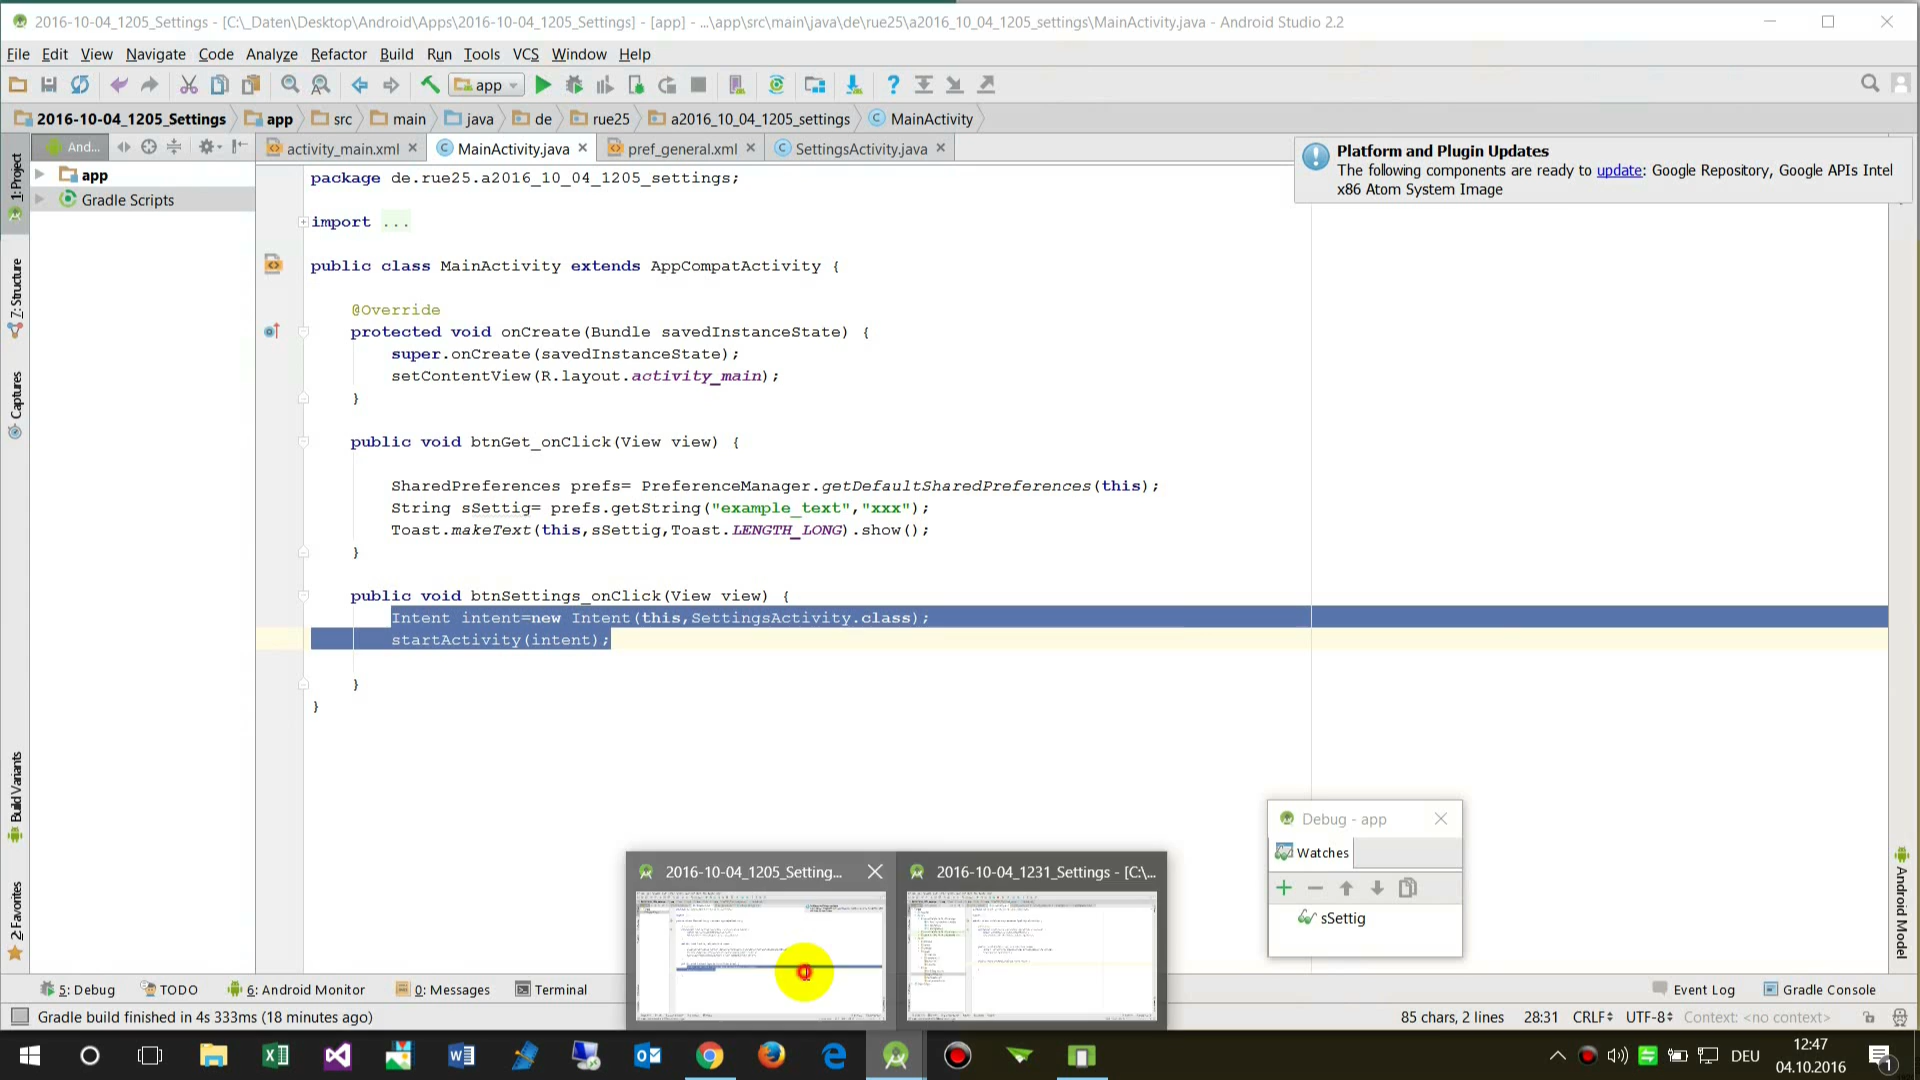 2016-10-04_1205_Settings - [C:\_Daten\Desktop\Android\Apps\2016-10-04_1205_Settings] - [app] - ...\app\src\main\java\de\rue25\a2016_10_04_1205_settings\MainActivity.java - Android Studio 2.2
File Edit View Navigate Code Analyze Refactor Build Run Tools VCS Window Help
app
2016-10-04_1205_Settings app src main java de rue25 a2016_10_04_1205_settings MainActivity
And... activity_main.xml MainActivity.java pref_general.xml SettingsActivity.java
Platform and Plugin Updates
The following components are ready to update: Google Repository, Google APIs Intel
x86 Atom System Image
1: Project
7: Structure
Captures
Build Variants
2: Favorites
app
Gradle Scripts
package de.rue25.a2016_10_04_1205_settings;
import ...
public class MainActivity extends AppCompatActivity {
@Override
protected void onCreate(Bundle savedInstanceState) {
super.onCreate(savedInstanceState);
setContentView(R.layout.activity_main);
}
public void btnGet_onClick(View view) {
SharedPreferences prefs= PreferenceManager.getDefaultSharedPreferences(this);
String sSettig= prefs.getString("example_text","xxx");
Toast.makeText(this,sSettig,Toast.LENGTH_LONG).show();
}
public void btnSettings_onClick(View view) {
Intent intent=new Intent(this,SettingsActivity.class);
startActivity(intent);
}
}
Debug - app
Watches
sSettig
Android Model
2016-10-04_1205_Setting... 2016-10-04_1231_Settings - [C:\...
5: Debug TODO 6: Android Monitor 0: Messages Terminal Event Log Gradle Console
Gradle build finished in 4s 333ms (18 minutes ago) 85 chars, 2 lines 28:31 CRLF UTF-8 Context: <no context>
DEU
12:47
04.10.2016
1